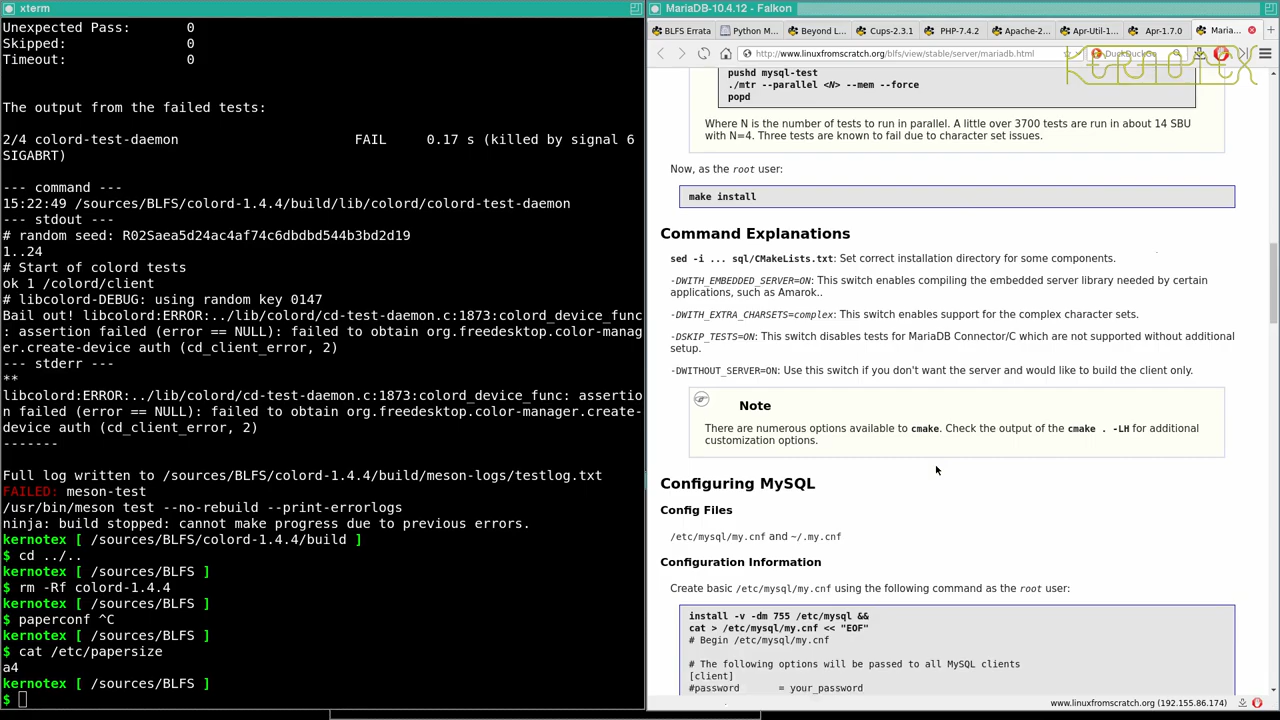 xterm
Unexpected Pass:    0
Skipped:            0
Timeout:            0
The output from the failed tests:
2/4 colord-test-daemon                      FAIL     0.17 s (killed by signal 6
SIGABRT)
--- command ---
15:22:49 /sources/BLFS/colord-1.4.4/build/lib/colord/colord-test-daemon
--- stdout ---
# random seed: R02Saea5d24ac4af74c6dbdbd544b3bd2d19
1..24
# Start of colord tests
ok 1 /colord/client
# libcolord-DEBUG: using random key 0147
Bail out! libcolord:ERROR:../lib/colord/cd-test-daemon.c:1873:colord_device_func
: assertion failed (error == NULL): failed to obtain org.freedesktop.color-manag
er.create-device auth (cd_client_error, 2)
--- stderr ---
**
libcolord:ERROR:../lib/colord/cd-test-daemon.c:1873:colord_device_func: assertio
n failed (error == NULL): failed to obtain org.freedesktop.color-manager.create-
device auth (cd_client_error, 2)
-------
Full log written to /sources/BLFS/colord-1.4.4/build/meson-logs/testlog.txt
FAILED: meson-test
/usr/bin/meson test --no-rebuild --print-errorlogs
ninja: build stopped: cannot make progress due to previous errors.
kernotex [ /sources/BLFS/colord-1.4.4/build ]
$ cd ../..
kernotex [ /sources/BLFS ]
$ rm -Rf colord-1.4.4
kernotex [ /sources/BLFS ]
$ paperconf ^C
kernotex [ /sources/BLFS ]
$ cat /etc/papersize
a4
kernotex [ /sources/BLFS ]
$
MariaDB-10.4.12 - Falkon
BLFS Errata
Python M...
Beyond L...
Cups-2.3.1
PHP-7.4.2
Apache-2...
Apr-Util-1...
Apr-1.7.0
Maria...
http://www.linuxfromscratch.org/blfs/view/stable/server/mariadb.html
DuckDuckGo
KERNOTEX
pushd mysql-test
./mtr --parallel <N> --mem --force
popd
Where N is the number of tests to run in parallel. A little over 3700 tests are run in about 14 SBU
with N=4. Three tests are known to fail due to character set issues.
Now, as the root user:
make install
Command Explanations
sed -i ... sql/CMakeLists.txt: Set correct installation directory for some components.
-DWITH_EMBEDDED_SERVER=ON: This switch enables compiling the embedded server library needed by certain
applications, such as Amarok..
-DWITH_EXTRA_CHARSETS=complex: This switch enables support for the complex character sets.
-DSKIP_TESTS=ON: This switch disables tests for MariaDB Connector/C which are not supported without additional
setup.
-DWITHOUT_SERVER=ON: Use this switch if you don't want the server and would like to build the client only.
Note
There are numerous options available to cmake. Check the output of the cmake . -LH for additional
customization options.
Configuring MySQL
Config Files
/etc/mysql/my.cnf and ~/.my.cnf
Configuration Information
Create basic /etc/mysql/my.cnf using the following command as the root user:
install -v -dm 755 /etc/mysql &&
cat > /etc/mysql/my.cnf << "EOF"
# Begin /etc/mysql/my.cnf
# The following options will be passed to all MySQL clients
[client]
#password       = your_password
www.linuxfromscratch.org (192.155.86.174)